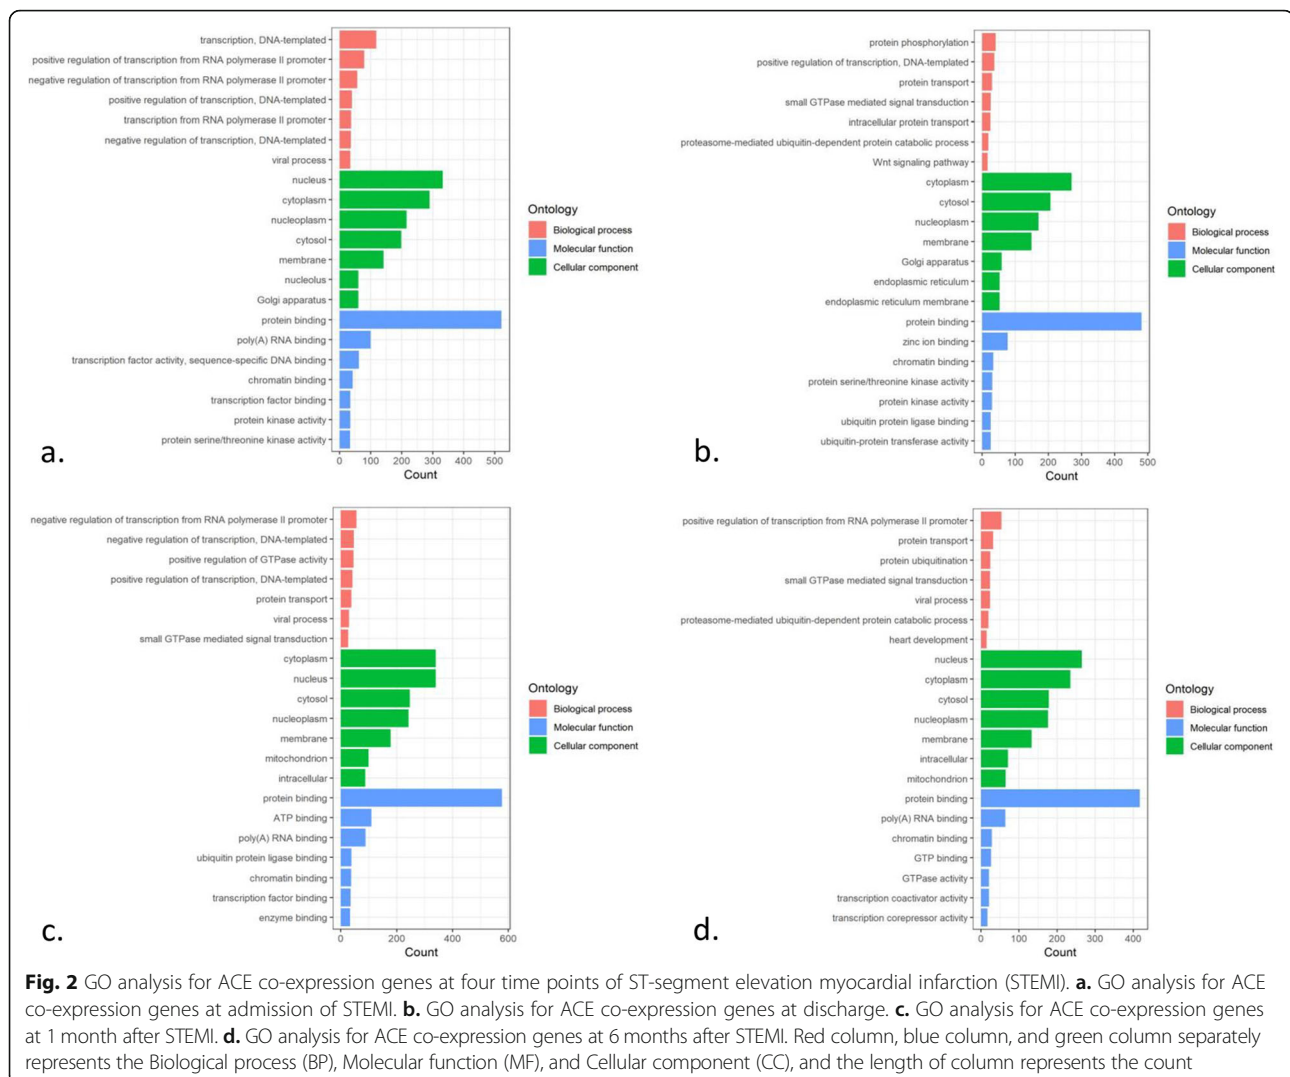 transcription, DNA-templated
positive regulation of transcription from RNA polymerase II promoter
negative regulation of transcription from RNA polymerase II promoter
positive regulation of transcription, DNA-templated
transcription from RNA polymerase II promoter
negative regulation of transcription, DNA-templated
viral process
nucleus
cytoplasm
nucleoplasm
cytosol
membrane
nucleolus
Golgi apparatus
protein binding
poly(A) RNA binding
transcription factor activity, sequence-specific DNA binding
chromatin binding
transcription factor binding
protein kinase activity
protein serine/threonine kinase activity
0 100 200 300 400 500
Count
Ontology
Biological process
Molecular function
Cellular component
a.
protein phosphorylation
positive regulation of transcription, DNA-templated
protein transport
small GTPase mediated signal transduction
intracellular protein transport
proteasome-mediated ubiquitin-dependent protein catabolic process
Wnt signaling pathway
cytoplasm
cytosol
nucleoplasm
membrane
Golgi apparatus
endoplasmic reticulum
endoplasmic reticulum membrane
protein binding
zinc ion binding
chromatin binding
protein serine/threonine kinase activity
protein kinase activity
ubiquitin protein ligase binding
ubiquitin-protein transferase activity
0 100 200 300 400 500
Count
Ontology
Biological process
Molecular function
Cellular component
b.
negative regulation of transcription from RNA polymerase II promoter
negative regulation of transcription, DNA-templated
positive regulation of GTPase activity
positive regulation of transcription, DNA-templated
protein transport
viral process
small GTPase mediated signal transduction
cytoplasm
nucleus
cytosol
nucleoplasm
membrane
mitochondrion
intracellular
protein binding
ATP binding
poly(A) RNA binding
ubiquitin protein ligase binding
chromatin binding
transcription factor binding
enzyme binding
0 200 400 600
Count
Ontology
Biological process
Molecular function
Cellular component
c.
positive regulation of transcription from RNA polymerase II promoter
protein transport
protein ubiquitination
small GTPase mediated signal transduction
viral process
proteasome-mediated ubiquitin-dependent protein catabolic process
heart development
nucleus
cytoplasm
cytosol
nucleoplasm
membrane
intracellular
mitochondrion
protein binding
poly(A) RNA binding
chromatin binding
GTP binding
GTPase activity
transcription coactivator activity
transcription corepressor activity
0 100 200 300 400
Count
Ontology
Biological process
Molecular function
Cellular component
d.
Fig. 2 GO analysis for ACE co-expression genes at four time points of ST-segment elevation myocardial infarction (STEMI). a. GO analysis for ACE
co-expression genes at admission of STEMI. b. GO analysis for ACE co-expression genes at discharge. c. GO analysis for ACE co-expression genes
at 1 month after STEMI. d. GO analysis for ACE co-expression genes at 6 months after STEMI. Red column, blue column, and green column separately
represents the Biological process (BP), Molecular function (MF), and Cellular component (CC), and the length of column represents the count